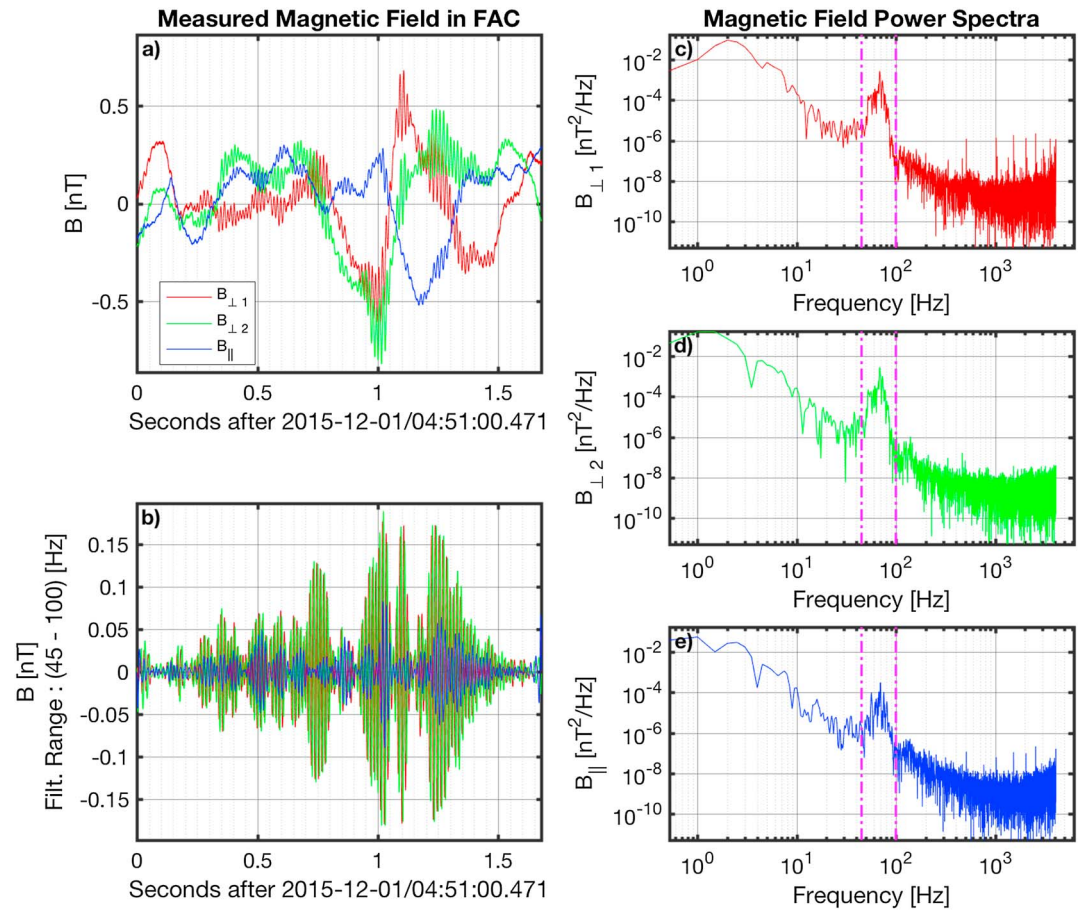 Measured Magnetic Field in FAC
a)
B [nT]
0.5
0
-0.5
B⊥ 1
B⊥ 2
B||
0 0.5 1 1.5
Seconds after 2015-12-01/04:51:00.471
b)
B [nT]
Filt. Range : (45 - 100) [Hz]
0.15
0.1
0.05
0
-0.05
-0.1
-0.15
0 0.5 1 1.5
Seconds after 2015-12-01/04:51:00.471
Magnetic Field Power Spectra
c)
B⊥ 1 [nT²/Hz]
10⁻²
10⁻⁴
10⁻⁶
10⁻⁸
10⁻¹⁰
10⁰ 10¹ 10² 10³
Frequency [Hz]
d)
B⊥ 2 [nT²/Hz]
10⁻²
10⁻⁴
10⁻⁶
10⁻⁸
10⁻¹⁰
10⁰ 10¹ 10² 10³
Frequency [Hz]
e)
B|| [nT²/Hz]
10⁻²
10⁻⁴
10⁻⁶
10⁻⁸
10⁻¹⁰
10⁰ 10¹ 10² 10³
Frequency [Hz]